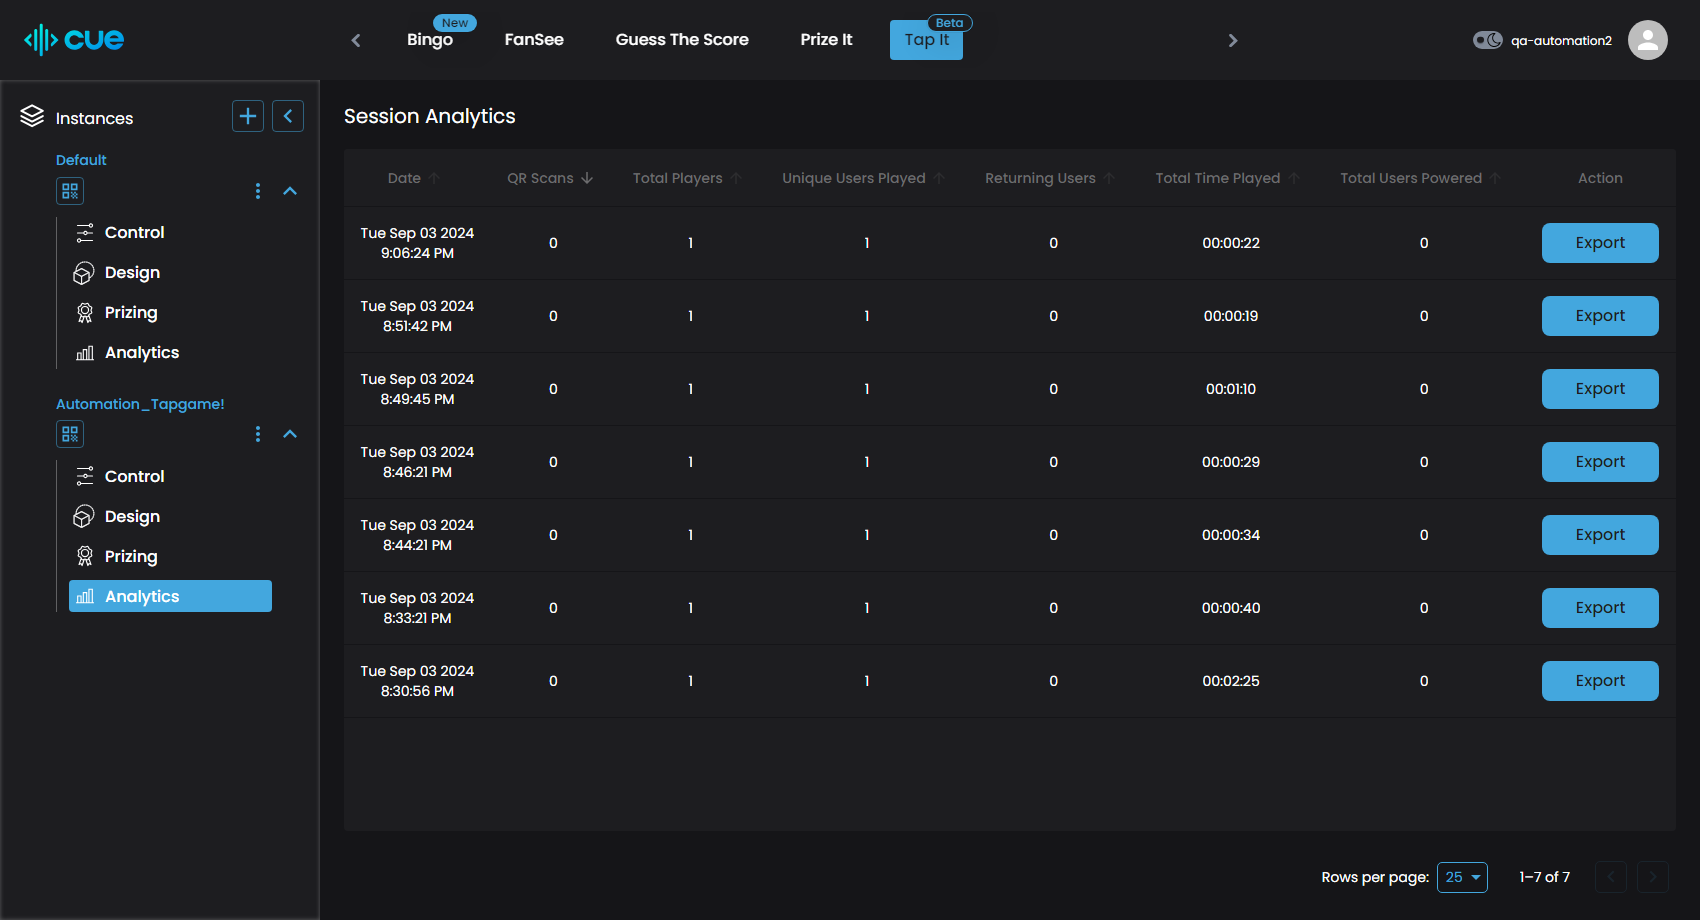 cue
New
Bingo
FanSee
Guess The Score
Prize It
Beta
Tap It
qa-automation2
Instances
Default
Control
Design
Prizing
Analytics
Automation_Tapgame!
Control
Design
Prizing
Analytics
Session Analytics
Date QR Scans Total Players Unique Users Played Returning Users Total Time Played Total Users Powered Action
Tue Sep 03 2024
9:06:24 PM 0 1 1 0 00:00:22 0 Export
Tue Sep 03 2024
8:51:42 PM 0 1 1 0 00:00:19 0 Export
Tue Sep 03 2024
8:49:45 PM 0 1 1 0 00:01:10 0 Export
Tue Sep 03 2024
8:46:21 PM 0 1 1 0 00:00:29 0 Export
Tue Sep 03 2024
8:44:21 PM 0 1 1 0 00:00:34 0 Export
Tue Sep 03 2024
8:33:21 PM 0 1 1 0 00:00:40 0 Export
Tue Sep 03 2024
8:30:56 PM 0 1 1 0 00:02:25 0 Export
Rows per page: 25 1–7 of 7